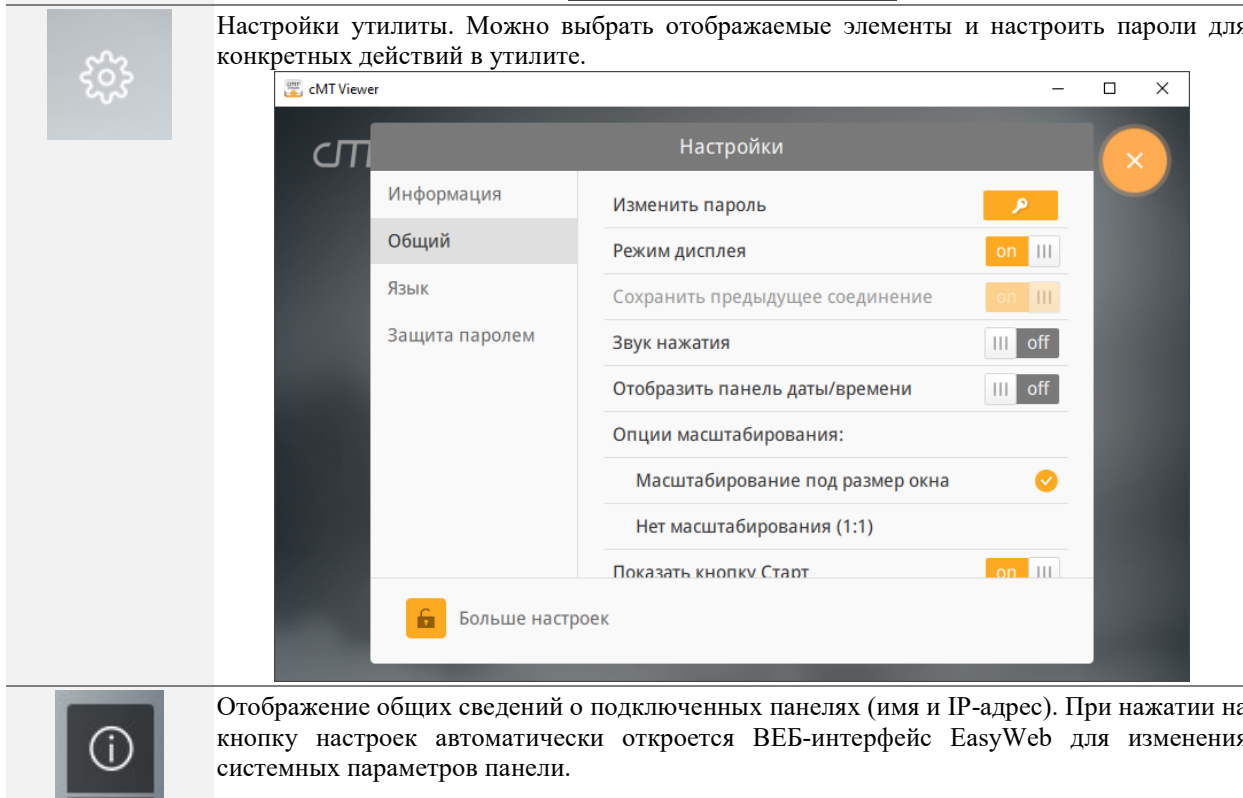 Настройки утилиты. Можно выбрать отображаемые элементы и настроить пароли для
конкретных действий в утилите.
cMT Viewer
Настройки
Информация
Общий
Язык
Защита паролем
Изменить пароль
Режим дисплея
on
Сохранить предыдущее соединение
on
Звук нажатия
off
Отобразить панель даты/времени
off
Опции масштабирования:
Масштабирование под размер окна
Нет масштабирования (1:1)
Показать кнопку Старт
on
Больше настроек
Отображение общих сведений о подключенных панелях (имя и IP-адрес). При нажатии на
кнопку настроек автоматически откроется ВЕБ-интерфейс EasyWeb для изменения
системных параметров панели.